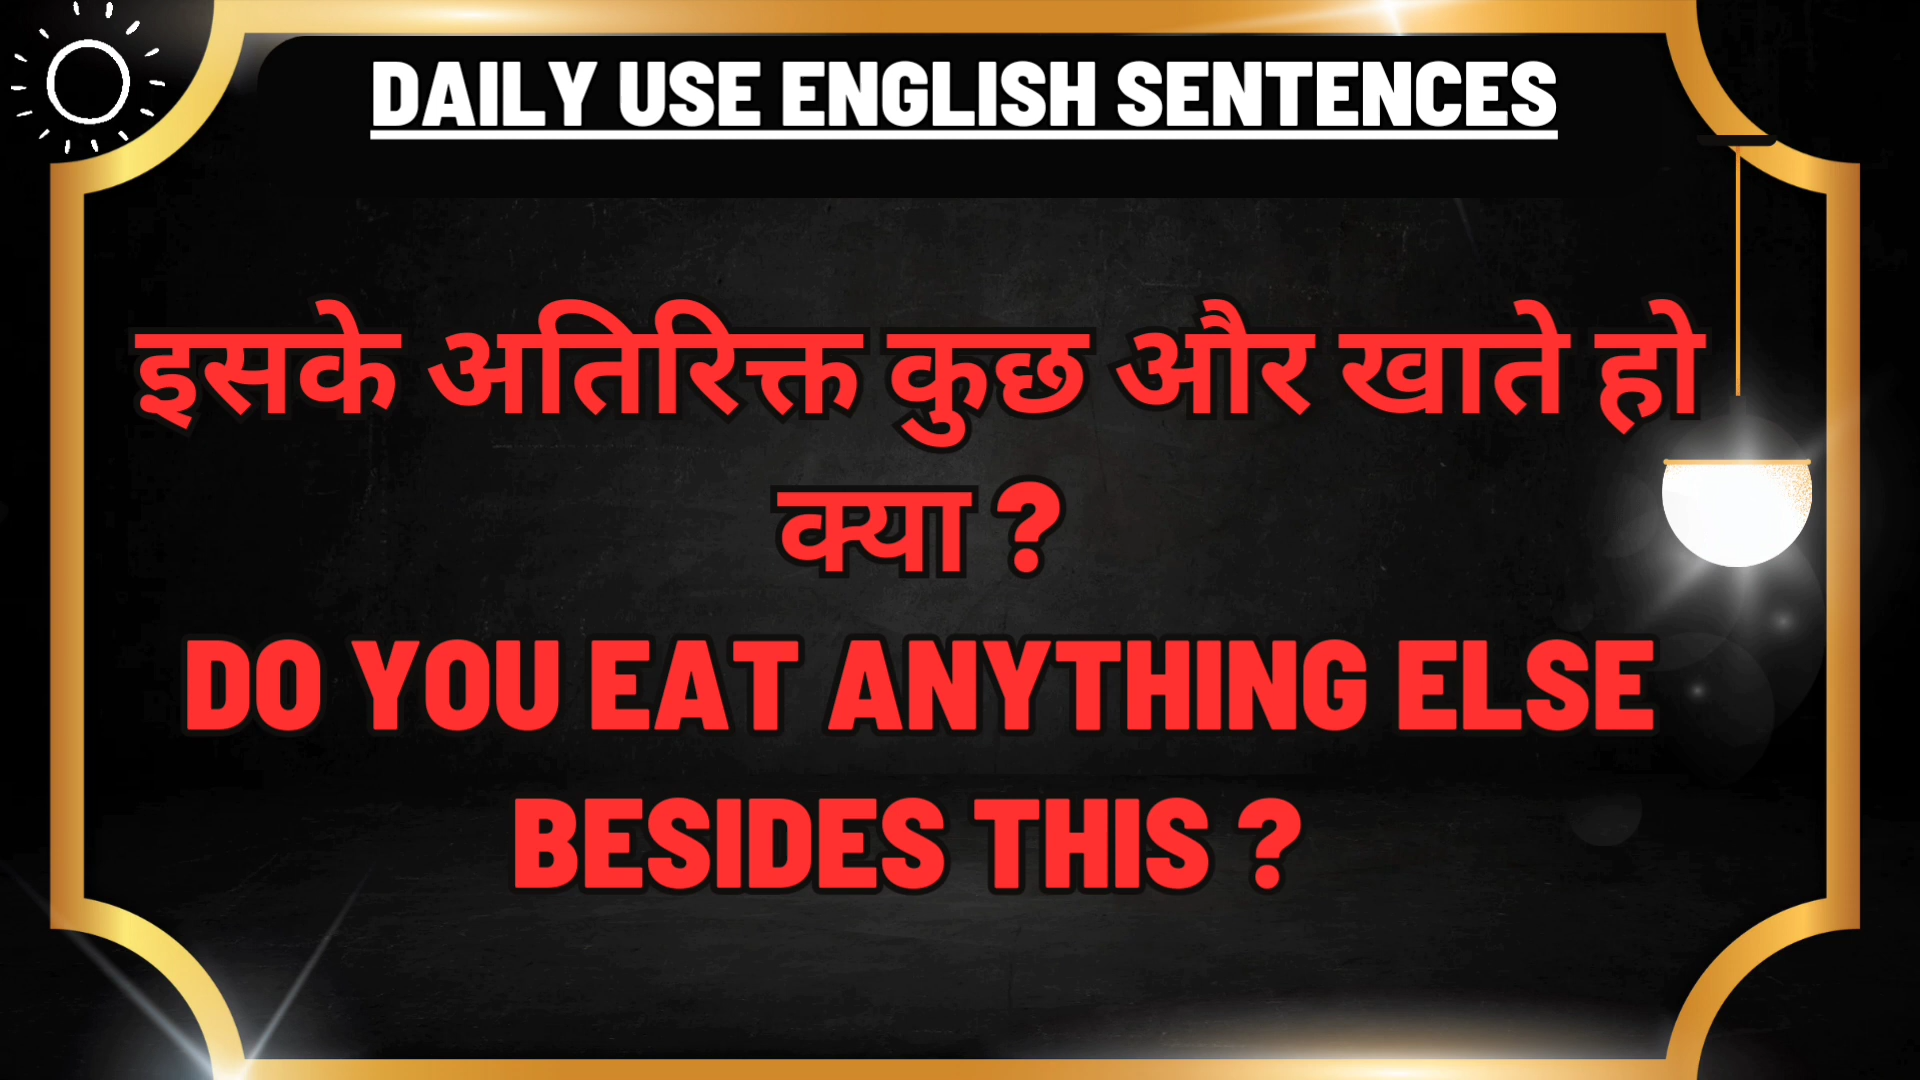 DAILY USE ENGLISH SENTENCES
इसके अतिरिक्त कुछ और खाते हो
क्या ?
DO YOU EAT ANYTHING ELSE
BESIDES THIS ?